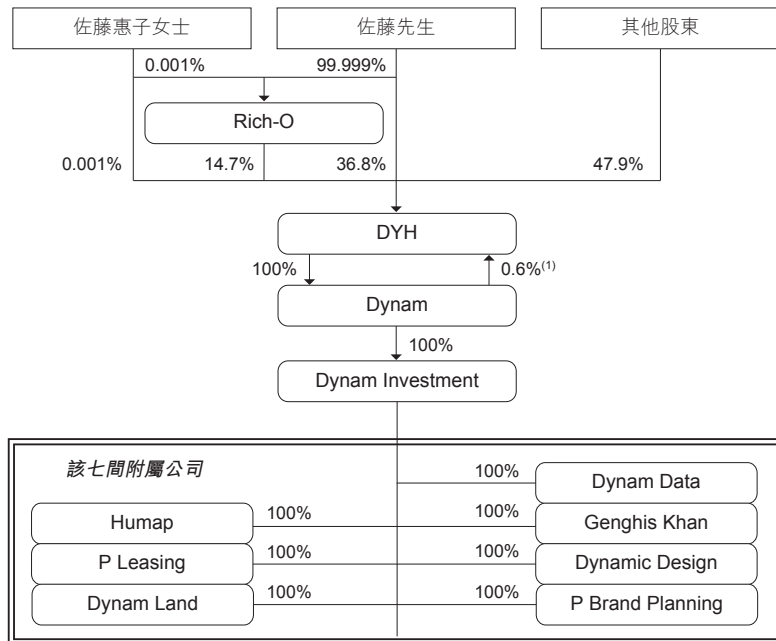 佐藤惠子女士
佐藤先生
其他股東
0.001%
99.999%
Rich-O
0.001%
14.7%
36.8%
47.9%
DYH
100%
0.6%(1)
Dynam
100%
Dynam Investment
該七間附屬公司
100%
Dynam Data
Humap
100%
100%
Genghis Khan
P Leasing
100%
100%
Dynamic Design
Dynam Land
100%
100%
P Brand Planning